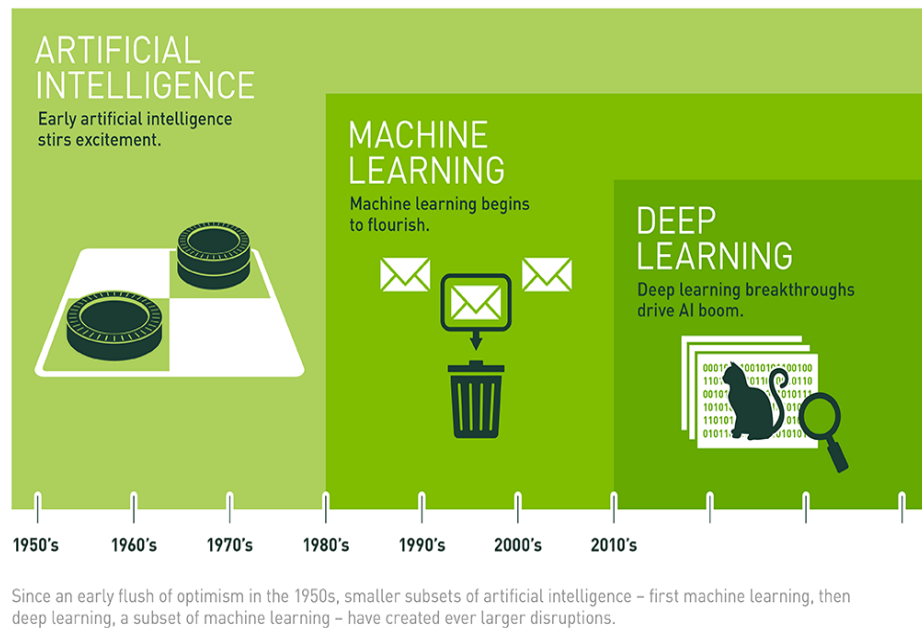 ARTIFICIAL
INTELLIGENCE
Early artificial intelligence
stirs excitement.
MACHINE
LEARNING
Machine learning begins
to flourish.
DEEP
LEARNING
Deep learning breakthroughs
drive AI boom.
1950's 1960's 1970's 1980's 1990's 2000's 2010's
Since an early flush of optimism in the 1950s, smaller subsets of artificial intelligence – first machine learning, then
deep learning, a subset of machine learning – have created ever larger disruptions.